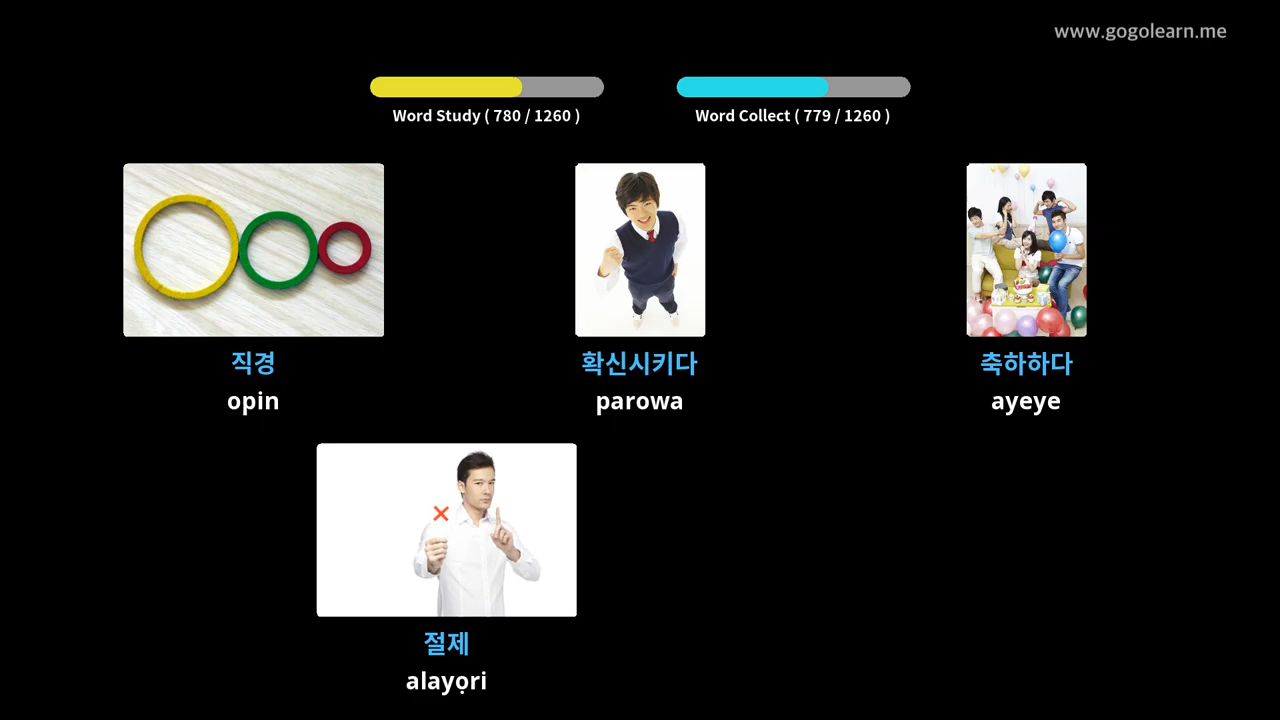 www.gogolearn.me
Word Study ( 780 / 1260 )
Word Collect ( 779 / 1260 )
직경
opin
확신시키다
parowa
축하하다
ayeye
절제
alayọri